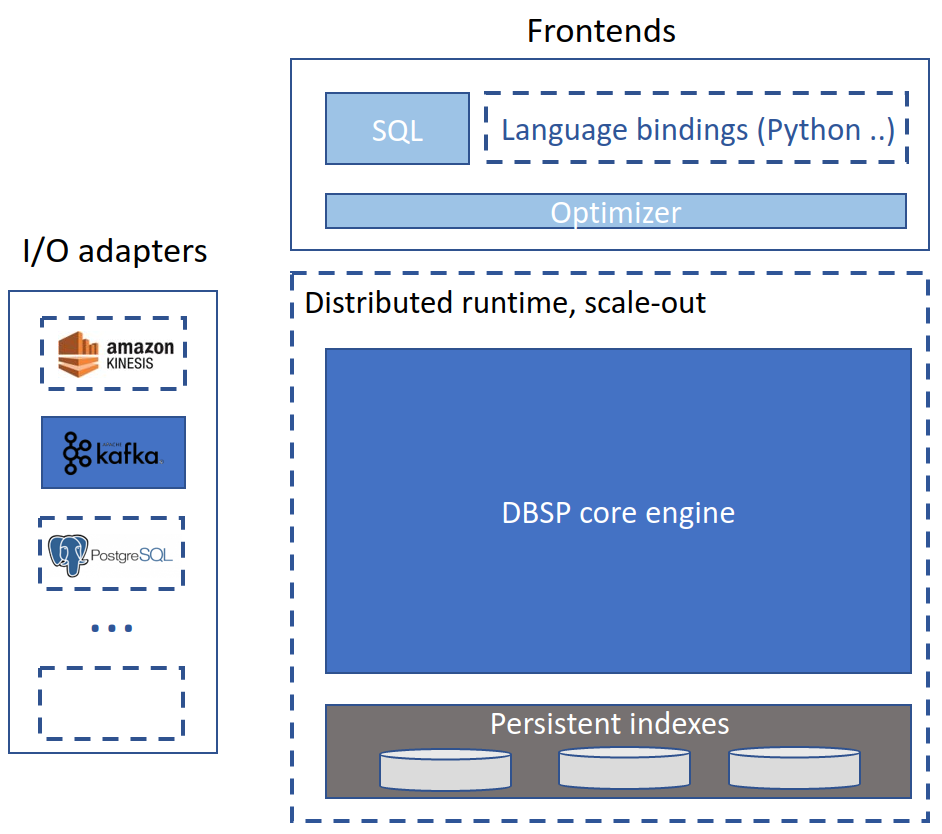 Frontends
SQL
Language bindings (Python ..)
Optimizer
I/O adapters
amazon
KINESIS
APACHE
kafka
PostgreSQL
...
Distributed runtime, scale-out
DBSP core engine
Persistent indexes